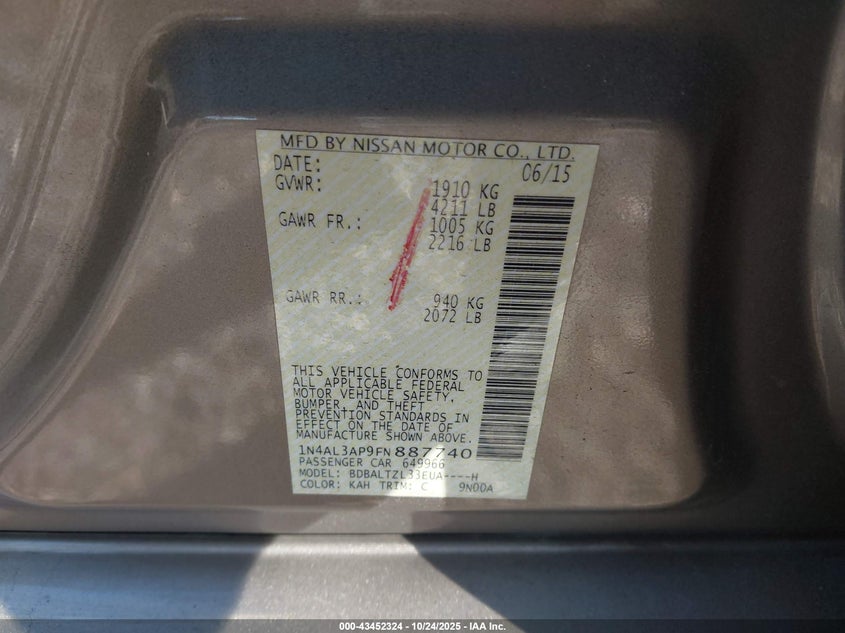 MFD BY NISSAN MOTOR CO., LTD.
DATE: 06/15
GVWR: 1910 KG
4211 LB
GAWR FR.: 1005 KG
2216 LB
GAWR RR.: 940 KG
2072 LB
THIS VEHICLE CONFORMS TO
ALL APPLICABLE FEDERAL
MOTOR VEHICLE SAFETY,
BUMPER, AND THEFT
PREVENTION STANDARDS IN
EFFECT ON THE DATE OF
MANUFACTURE SHOWN ABOVE.
1N4AL3AP9FN887740
PASSENGER CAR 649966
MODEL: BDBALTZL33EUA----H
COLOR: KAH TRIM: C 9N00A
000-43452324 | 10/24/2025 | IAA Inc.